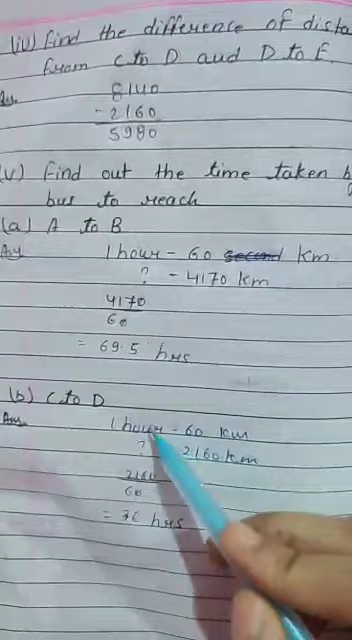 (iv) Find the difference of dista
from C to D and D to E.
Ans
8140
- 2160
5980
(v) Find out the time taken b
bus to reach
(a) A to B
Ans 1 hour - 60 second km.
? - 4170 km
4170
60
= 69.5 hrs
(b) C to D
Ans 1 hour - 60 km
? 2160 km
2160
60
= 36 hrs